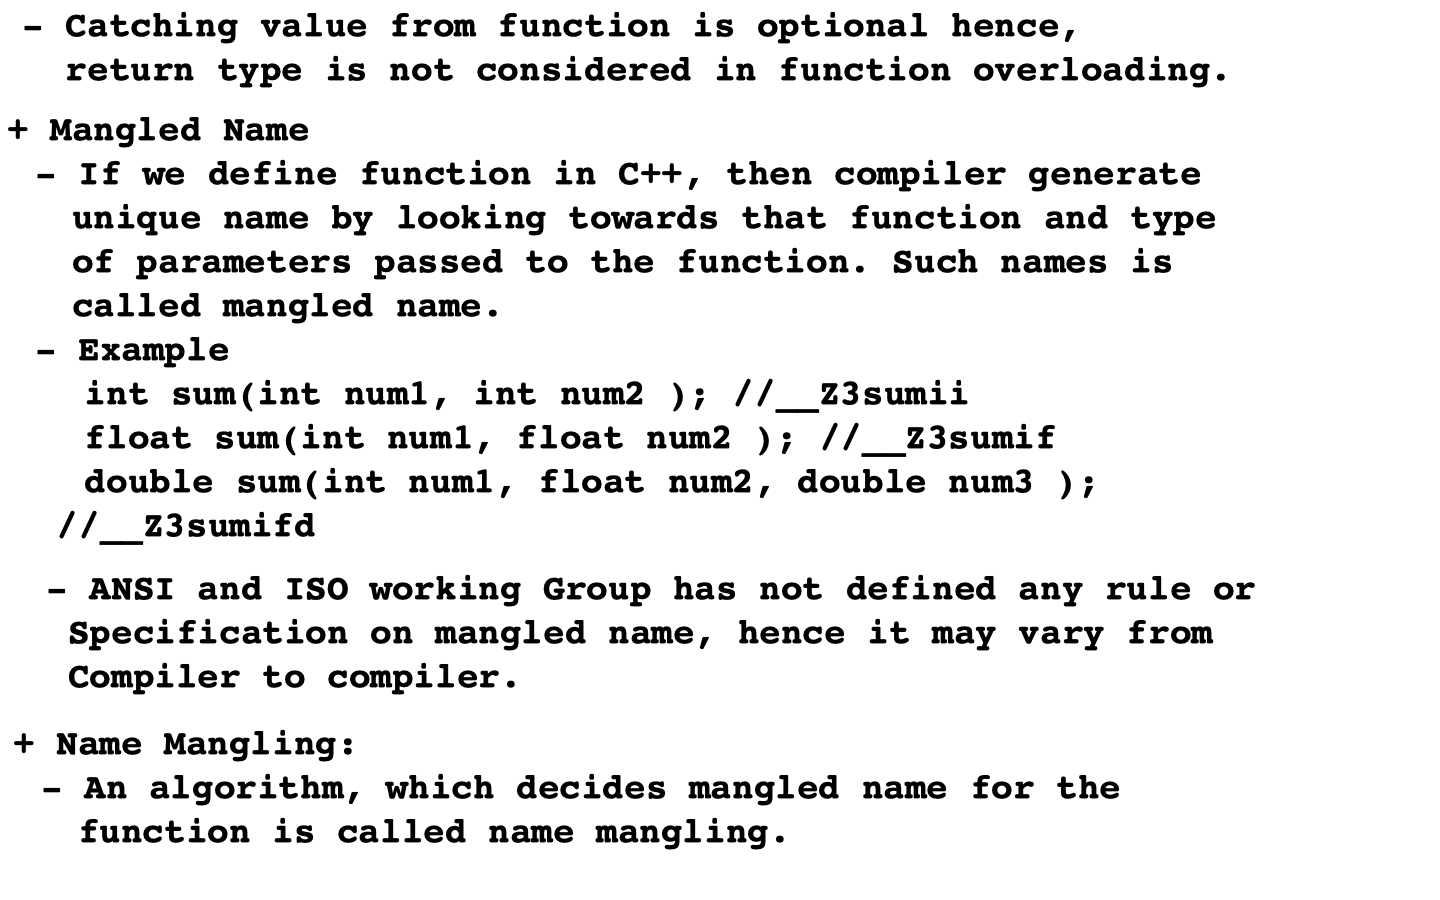 - Catching value from function is optional hence,
return type is not considered in function overloading.
+ Mangled Name
- If we define function in C++, then compiler generate
unique name by looking towards that function and type
of parameters passed to the function. Such names is
called mangled name.
- Example
int sum(int num1, int num2 ); //__Z3sumii
float sum(int num1, float num2 ); //__Z3sumif
double sum(int num1, float num2, double num3 );
//__Z3sumifd
- ANSI and ISO working Group has not defined any rule or
Specification on mangled name, hence it may vary from
Compiler to compiler.
+ Name Mangling:
- An algorithm, which decides mangled name for the
function is called name mangling.